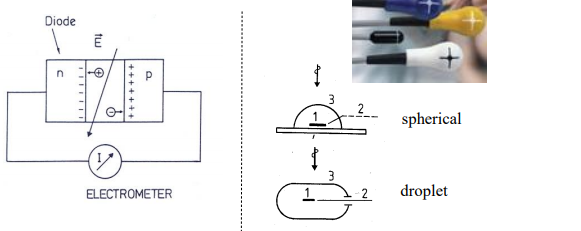 Diode
E
n
p
- - - - - - - -
+ + + + + + + +
⊕
⊖
I
ELECTROMETER
3
1
2
spherical
3
1
2
droplet